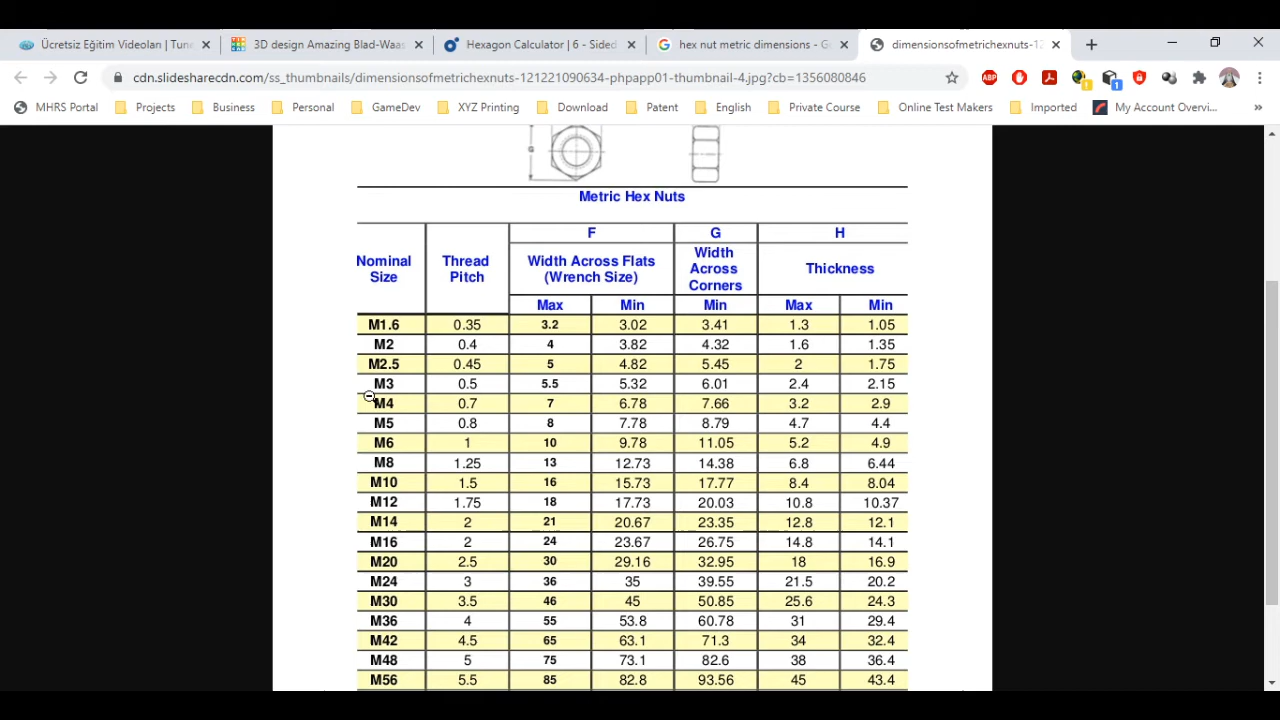 Ücretsiz Eğitim Videoları | Tune
3D design Amazing Blad-Waas
Hexagon Calculator | 6 - Sided
hex nut metric dimensions - G
dimensionsofmetrichexnuts-12
cdn.slidesharecdn.com/ss_thumbnails/dimensionsofmetrichexnuts-121221090634-phpapp01-thumbnail-4.jpg?cb=1356080846
MHRS Portal Projects Business Personal GameDev XYZ Printing Download Patent English Private Course Online Test Makers Imported My Account Overvi...
G
Metric Hex Nuts
F G H
Nominal Size
Thread Pitch
Width Across Flats
(Wrench Size)
Width
Across
Corners
Thickness
Max Min Min Max Min
M1.6 0.35 3.2 3.02 3.41 1.3 1.05
M2 0.4 4 3.82 4.32 1.6 1.35
M2.5 0.45 5 4.82 5.45 2 1.75
M3 0.5 5.5 5.32 6.01 2.4 2.15
M4 0.7 7 6.78 7.66 3.2 2.9
M5 0.8 8 7.78 8.79 4.7 4.4
M6 1 10 9.78 11.05 5.2 4.9
M8 1.25 13 12.73 14.38 6.8 6.44
M10 1.5 16 15.73 17.77 8.4 8.04
M12 1.75 18 17.73 20.03 10.8 10.37
M14 2 21 20.67 23.35 12.8 12.1
M16 2 24 23.67 26.75 14.8 14.1
M20 2.5 30 29.16 32.95 18 16.9
M24 3 36 35 39.55 21.5 20.2
M30 3.5 46 45 50.85 25.6 24.3
M36 4 55 53.8 60.78 31 29.4
M42 4.5 65 63.1 71.3 34 32.4
M48 5 75 73.1 82.6 38 36.4
M56 5.5 85 82.8 93.56 45 43.4